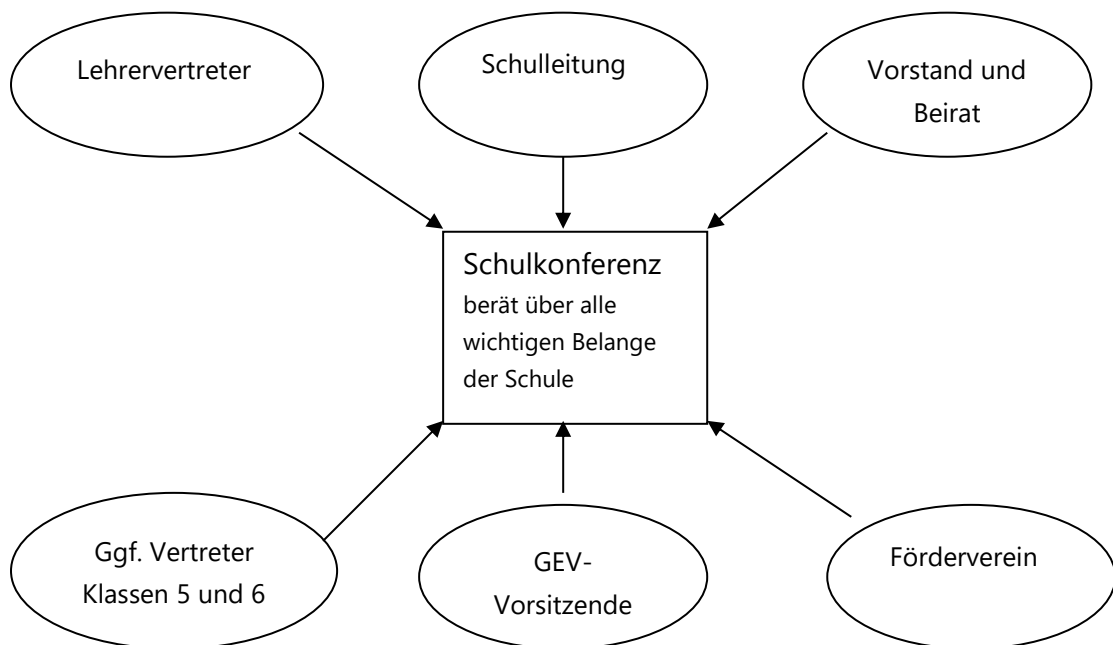 Lehrervertreter
Schulleitung
Vorstand und
Beirat
Schulkonferenz
berät über alle
wichtigen Belange
der Schule
Ggf. Vertreter
Klassen 5 und 6
GEV-
Vorsitzende
Förderverein